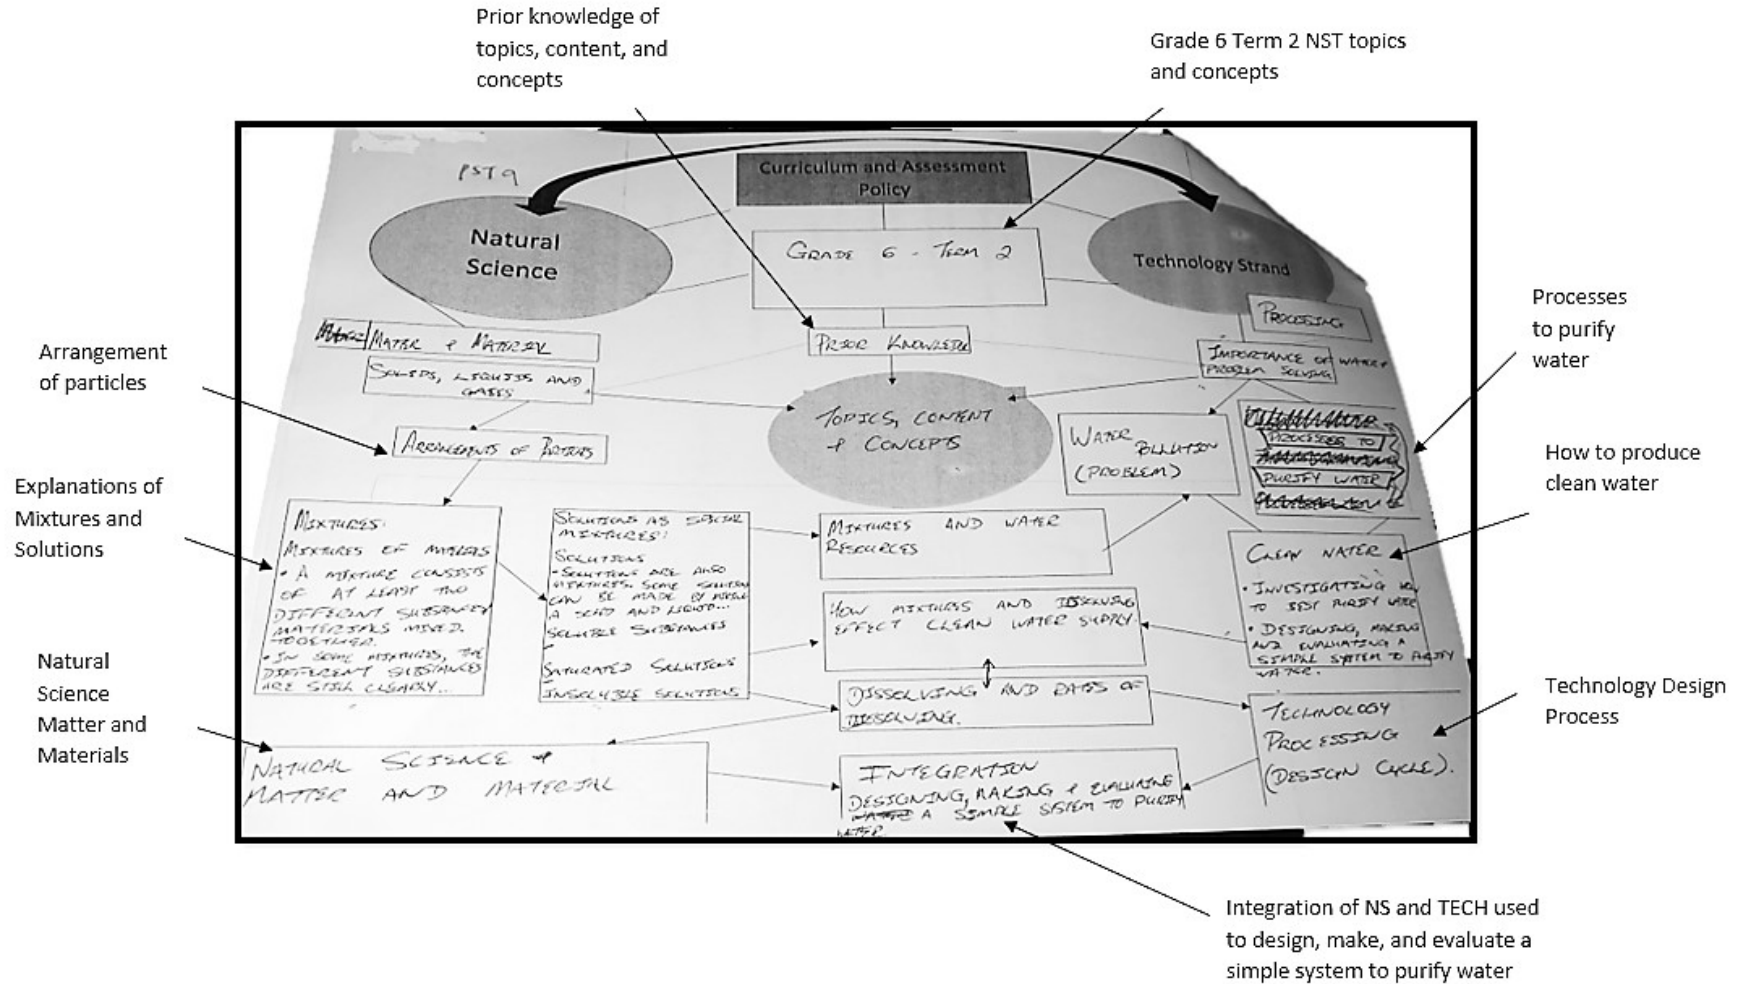 Prior knowledge of
topics, content, and
concepts
Grade 6 Term 2 NST topics
and concepts
PST 9
Curriculum and Assessment
Policy
Natural
Science
GRADE 6 - TERM 2
Technology Strand
PROCESSING
Processes
to purify
water
Arrangement
of particles
MATER + MATERIAL
PRIOR KNOWLEDGE
IMPORTANCE OF WATER
PROBLEM SOLVING
SOLIDS, LIQUIDS AND
GASES
TOPICS, CONTENT
+ CONCEPTS
ARRANGEMENTS OF
WATER
POLLUTION
(PROBLEM)
PROCESSES TO
PURIFY WATER
How to produce
clean water
Explanations of
Mixtures and
Solutions
MIXTURES:
MIXTURES OF MATERIALS
• A MIXTURE CONSISTS
OF AT LEAST TWO
DIFFERENT SUBSTANCES
MATERIALS MIXED
TOGETHER.
• IN SOME MIXTURES, THE
DIFFERENT SUBSTANCES
ARE STILL CLEARLY...
SOLUTIONS AS SPECIAL
MIXTURES:
SOLUTIONS
• SOLUTIONS ARE ALSO
MIXTURES. SOME SOLUTIONS
CAN BE MADE BY
A SOLID AND LIQUID...
SOLUBLE SUBSTANCES
SATURATED SOLUTIONS
INSOLUBLE SOLUTIONS
MIXTURES AND WATER
RESOURCES
HOW MIXTURES AND DISSOLVING
EFFECT CLEAN WATER SUPPLY.
DISSOLVING AND RATES OF
DISSOLVING.
CLEAN WATER
• INVESTIGATING HOW
TO PURIFY WATER
• DESIGNING, MAKING
AND EVALUATING A
SIMPLE SYSTEM TO PURIFY
WATER.
Natural
Science
Matter and
Materials
NATURAL SCIENCE +
MATTER AND MATERIAL
INTEGRATION
DESIGNING, MAKING + EVALUATING
A SIMPLE SYSTEM TO PURIFY
WATER
TECHNOLOGY
PROCESSING
(DESIGN CYCLE).
Technology Design
Process
Integration of NS and TECH used
to design, make, and evaluate a
simple system to purify water